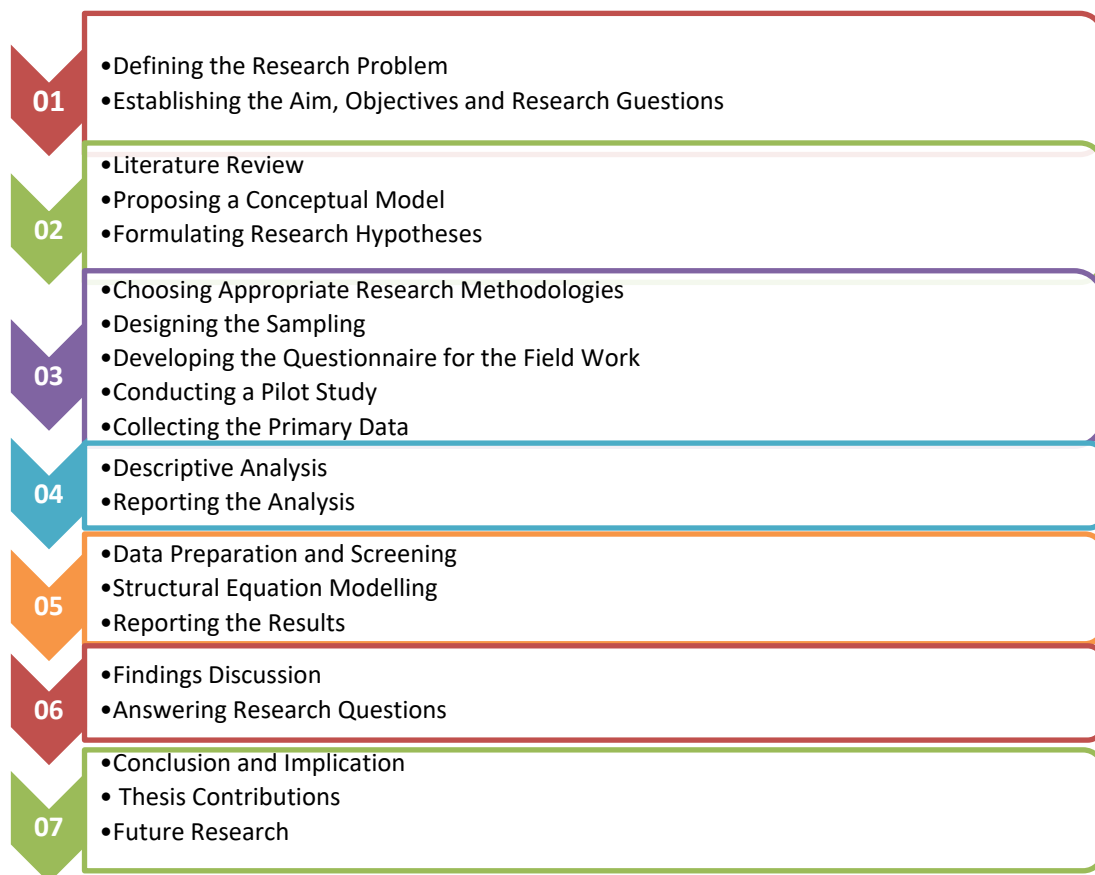 01
•Defining the Research Problem
•Establishing the Aim, Objectives and Research Guestions
02
•Literature Review
•Proposing a Conceptual Model
•Formulating Research Hypotheses
03
•Choosing Appropriate Research Methodologies
•Designing the Sampling
•Developing the Questionnaire for the Field Work
•Conducting a Pilot Study
•Collecting the Primary Data
04
•Descriptive Analysis
•Reporting the Analysis
05
•Data Preparation and Screening
•Structural Equation Modelling
•Reporting the Results
06
•Findings Discussion
•Answering Research Questions
07
•Conclusion and Implication
• Thesis Contributions
•Future Research